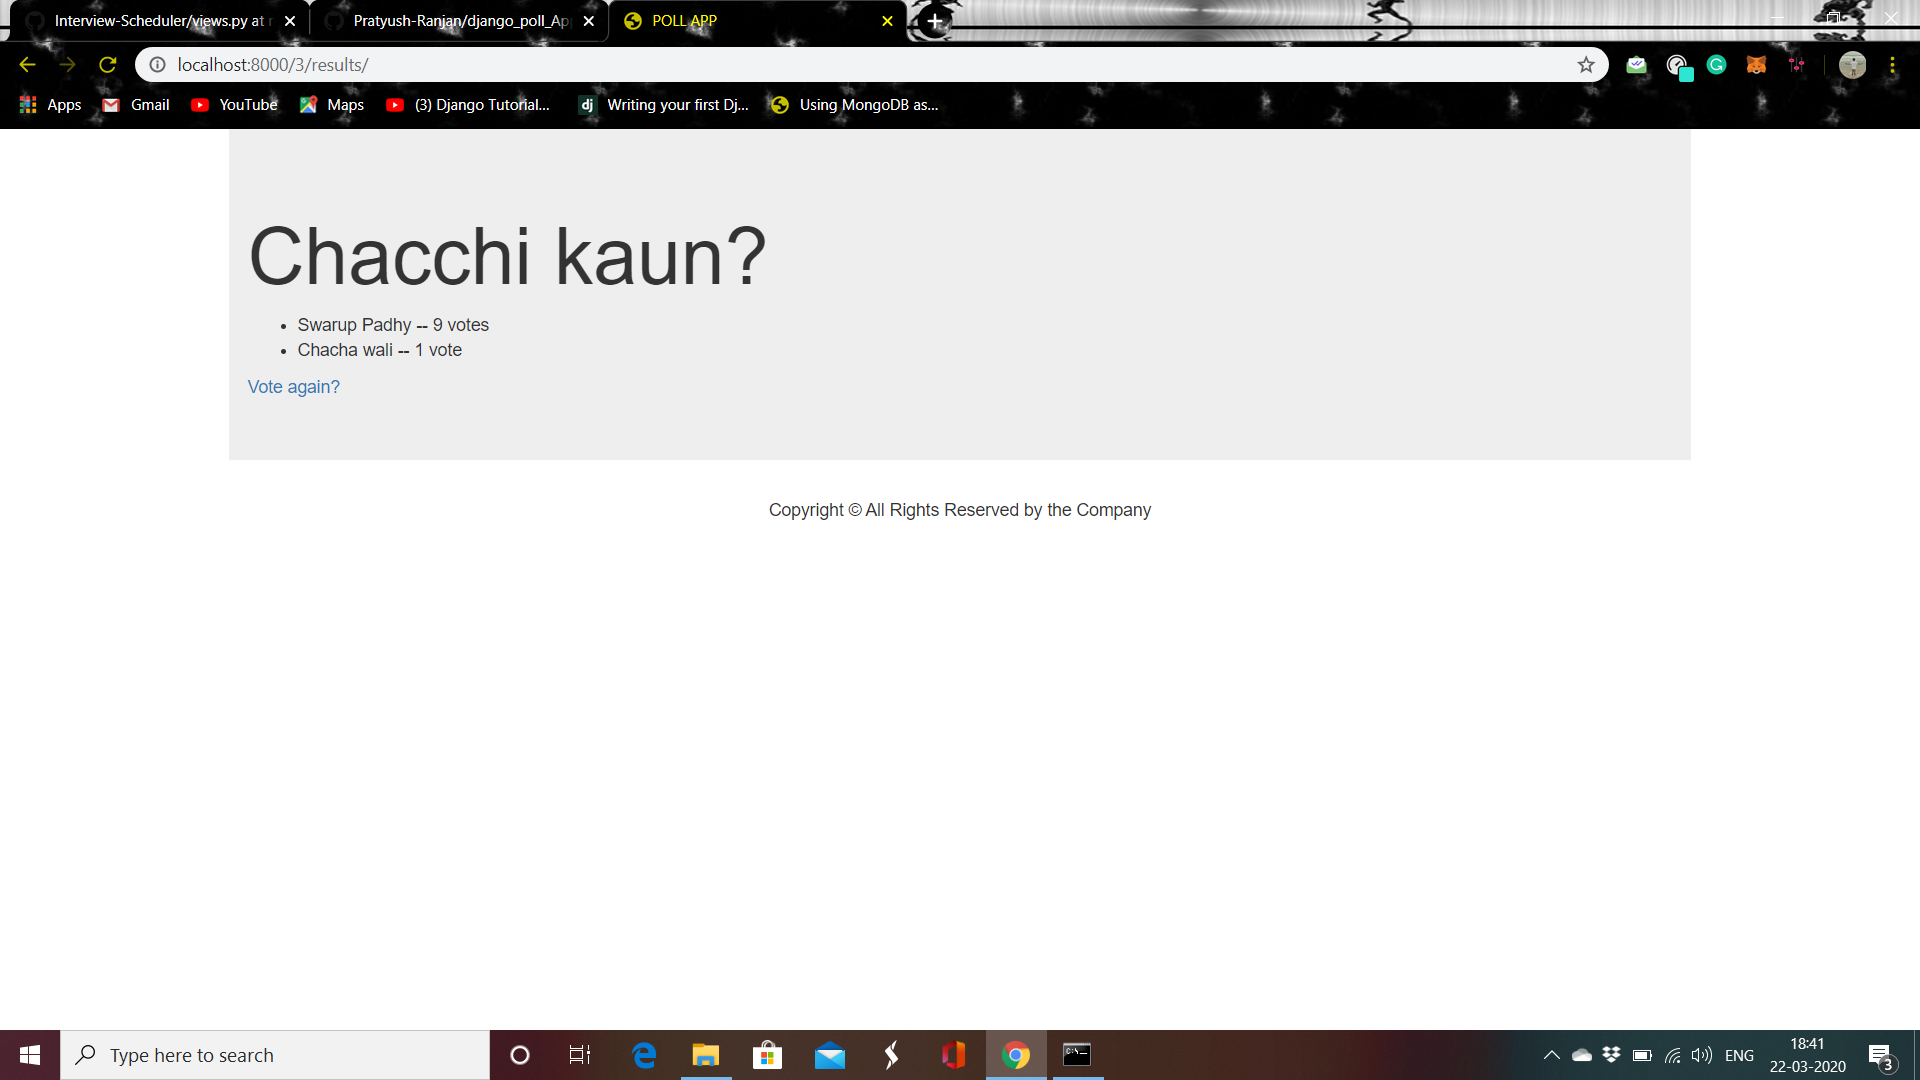 Interview-Scheduler/views.py at
Pratyush-Ranjan/django_poll_Ap
POLL APP
localhost:8000/3/results/
Apps
Gmail
YouTube
Maps
(3) Django Tutorial...
dj
Writing your first Dj...
Using MongoDB as...
Chacchi kaun?
• Swarup Padhy -- 9 votes
• Chacha wali -- 1 vote
Vote again?
Copyright © All Rights Reserved by the Company
Type here to search
ENG
18:41
22-03-2020
3